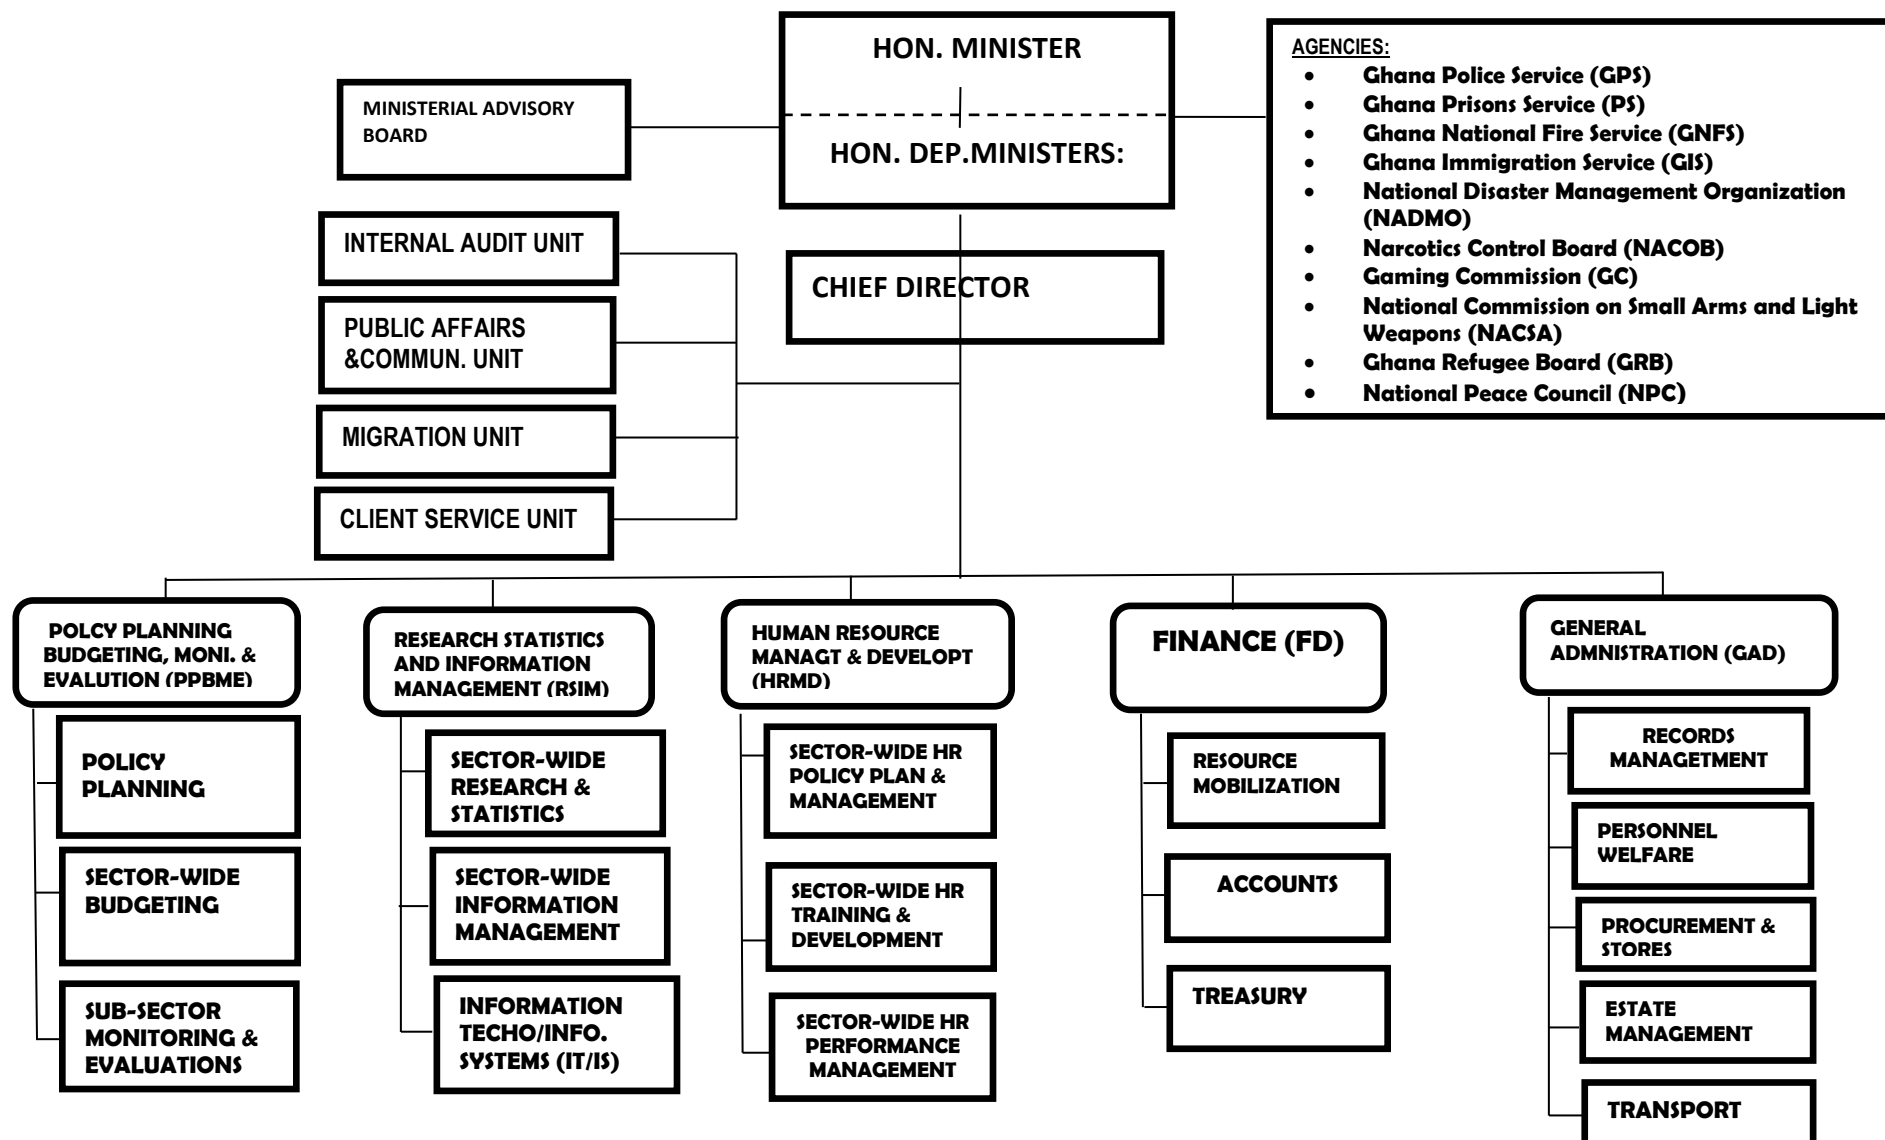 HON. MINISTER
HON. DEP.MINISTERS:
MINISTERIAL ADVISORY
BOARD
AGENCIES:
• Ghana Police Service (GPS)
• Ghana Prisons Service (PS)
• Ghana National Fire Service (GNFS)
• Ghana Immigration Service (GIS)
• National Disaster Management Organization
(NADMO)
• Narcotics Control Board (NACOB)
• Gaming Commission (GC)
• National Commission on Small Arms and Light
Weapons (NACSA)
• Ghana Refugee Board (GRB)
• National Peace Council (NPC)
INTERNAL AUDIT UNIT
PUBLIC AFFAIRS
&COMMUN. UNIT
MIGRATION UNIT
CLIENT SERVICE UNIT
CHIEF DIRECTOR
POLCY PLANNING
BUDGETING, MONI. &
EVALUTION (PPBME)
POLICY
PLANNING
SECTOR-WIDE
BUDGETING
SUB-SECTOR
MONITORING &
EVALUATIONS
RESEARCH STATISTICS
AND INFORMATION
MANAGEMENT (RSIM)
SECTOR-WIDE
RESEARCH &
STATISTICS
SECTOR-WIDE
INFORMATION
MANAGEMENT
INFORMATION
TECHO/INFO.
SYSTEMS (IT/IS)
HUMAN RESOURCE
MANAGT & DEVELOPT
(HRMD)
SECTOR-WIDE HR
POLICY PLAN &
MANAGEMENT
SECTOR-WIDE HR
TRAINING &
DEVELOPMENT
SECTOR-WIDE HR
PERFORMANCE
MANAGEMENT
FINANCE (FD)
RESOURCE
MOBILIZATION
ACCOUNTS
TREASURY
GENERAL
ADMNISTRATION (GAD)
RECORDS
MANAGETMENT
PERSONNEL
WELFARE
PROCUREMENT &
STORES
ESTATE
MANAGEMENT
TRANSPORT